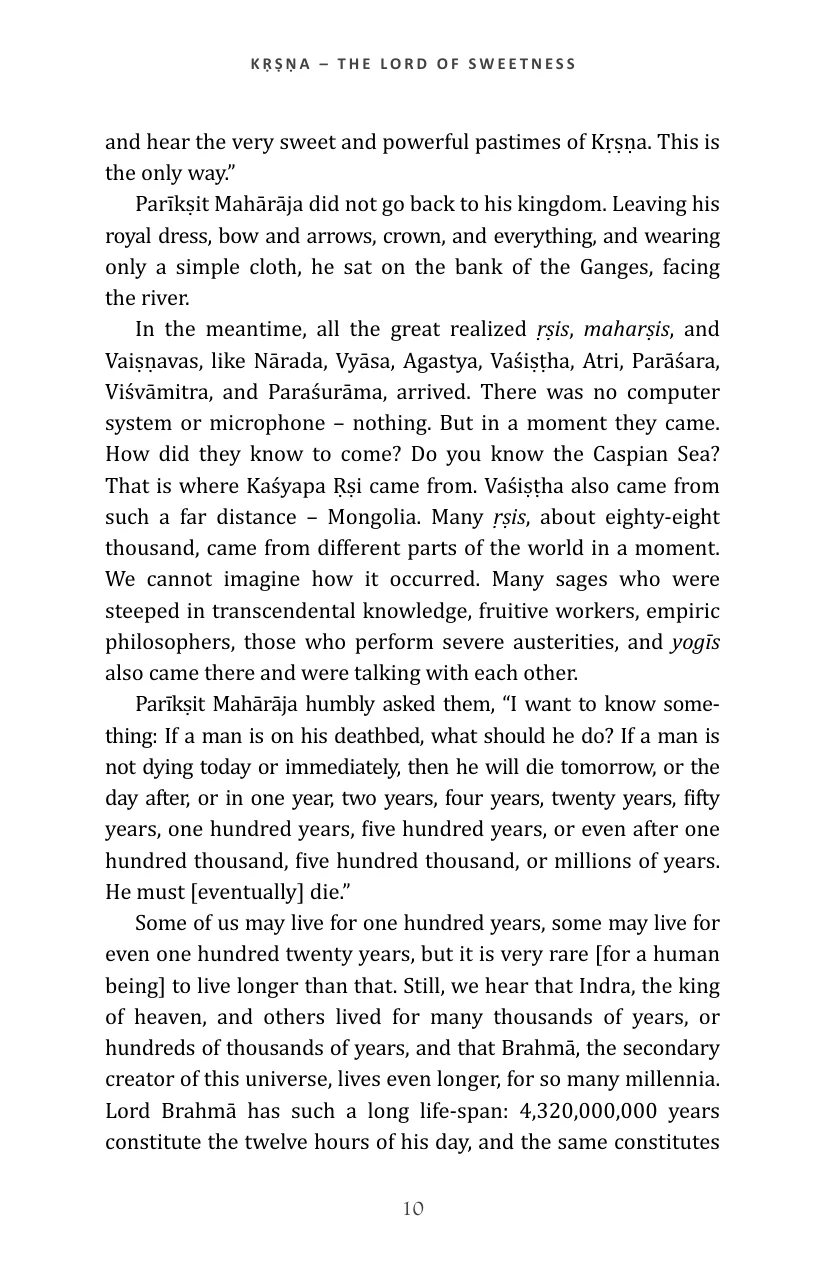 KṚṢṆA – THE LORD OF SWEETNESS
and hear the very sweet and powerful pastimes of Kṛṣṇa. This is
the only way.”
Parīkṣit Mahārāja did not go back to his kingdom. Leaving his
royal dress, bow and arrows, crown, and everything, and wearing
only a simple cloth, he sat on the bank of the Ganges, facing
the river.
In the meantime, all the great realized ṛṣis, maharṣis, and
Vaiṣṇavas, like Nārada, Vyāsa, Agastya, Vaśiṣṭha, Atri, Parāśara,
Viśvāmitra, and Paraśurāma, arrived. There was no computer
system or microphone – nothing. But in a moment they came.
How did they know to come? Do you know the Caspian Sea?
That is where Kaśyapa Ṛṣi came from. Vaśiṣṭha also came from
such a far distance – Mongolia. Many ṛṣis, about eighty-eight
thousand, came from different parts of the world in a moment.
We cannot imagine how it occurred. Many sages who were
steeped in transcendental knowledge, fruitive workers, empiric
philosophers, those who perform severe austerities, and yogīs
also came there and were talking with each other.
Parīkṣit Mahārāja humbly asked them, “I want to know some-
thing: If a man is on his deathbed, what should he do? If a man is
not dying today or immediately, then he will die tomorrow, or the
day after, or in one year, two years, four years, twenty years, fifty
years, one hundred years, five hundred years, or even after one
hundred thousand, five hundred thousand, or millions of years.
He must [eventually] die.”
Some of us may live for one hundred years, some may live for
even one hundred twenty years, but it is very rare [for a human
being] to live longer than that. Still, we hear that Indra, the king
of heaven, and others lived for many thousands of years, or
hundreds of thousands of years, and that Brahmā, the secondary
creator of this universe, lives even longer, for so many millennia.
Lord Brahmā has such a long life-span: 4,320,000,000 years
constitute the twelve hours of his day, and the same constitutes
10